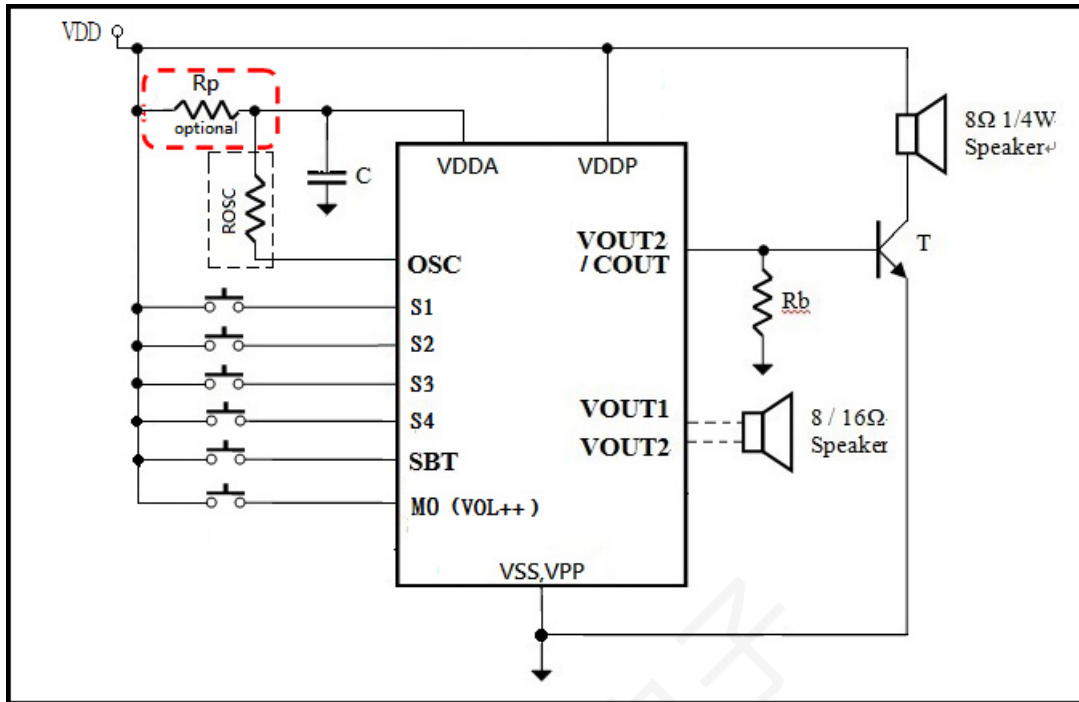 VDD
Rp
optional
ROSC
C
VDDA
VDDP
8Ω 1/4W
Speaker↵
T
VOUT2
/ COUT
OSC
Rb
S1
S2
S3
S4
SBT
M0 (VOL++)
VOUT1
VOUT2
8 / 16Ω
Speaker
VSS,VPP